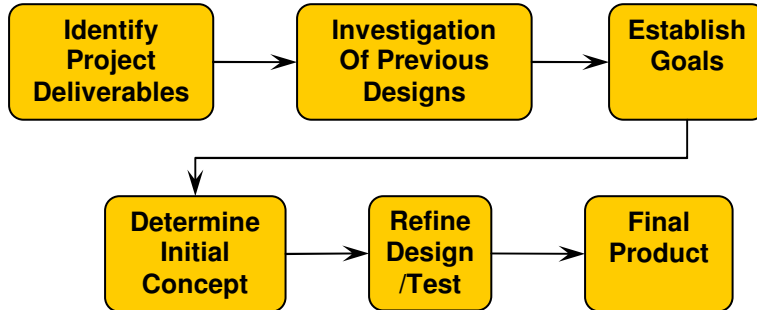 Identify
Project
Deliverables
Investigation
Of Previous
Designs
Establish
Goals
Determine
Initial
Concept
Refine
Design
/Test
Final
Product